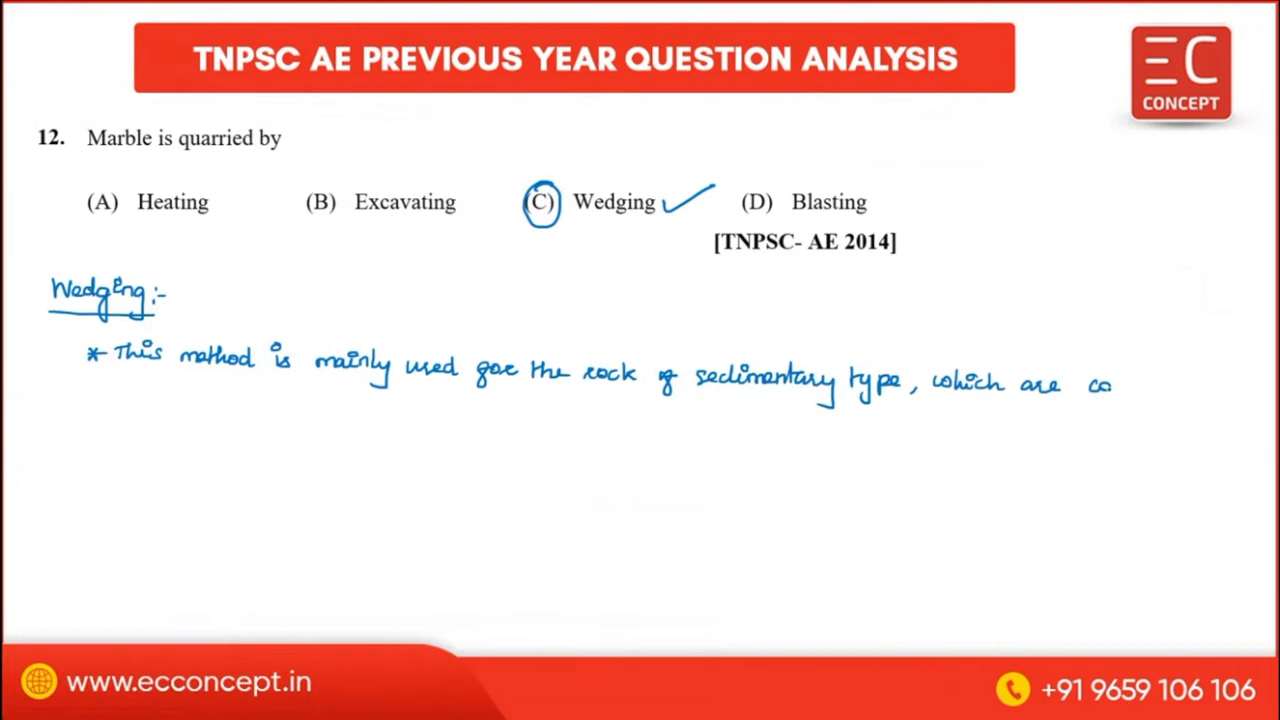 TNPSC AE PREVIOUS YEAR QUESTION ANALYSIS
EC
CONCEPT
12. Marble is quarried by
(A) Heating (B) Excavating (C) Wedging (D) Blasting
[TNPSC- AE 2014]
Wedging:-
* This method is mainly used for the rock of sedimentary type, which are co
www.ecconcept.in
+91 9659 106 106